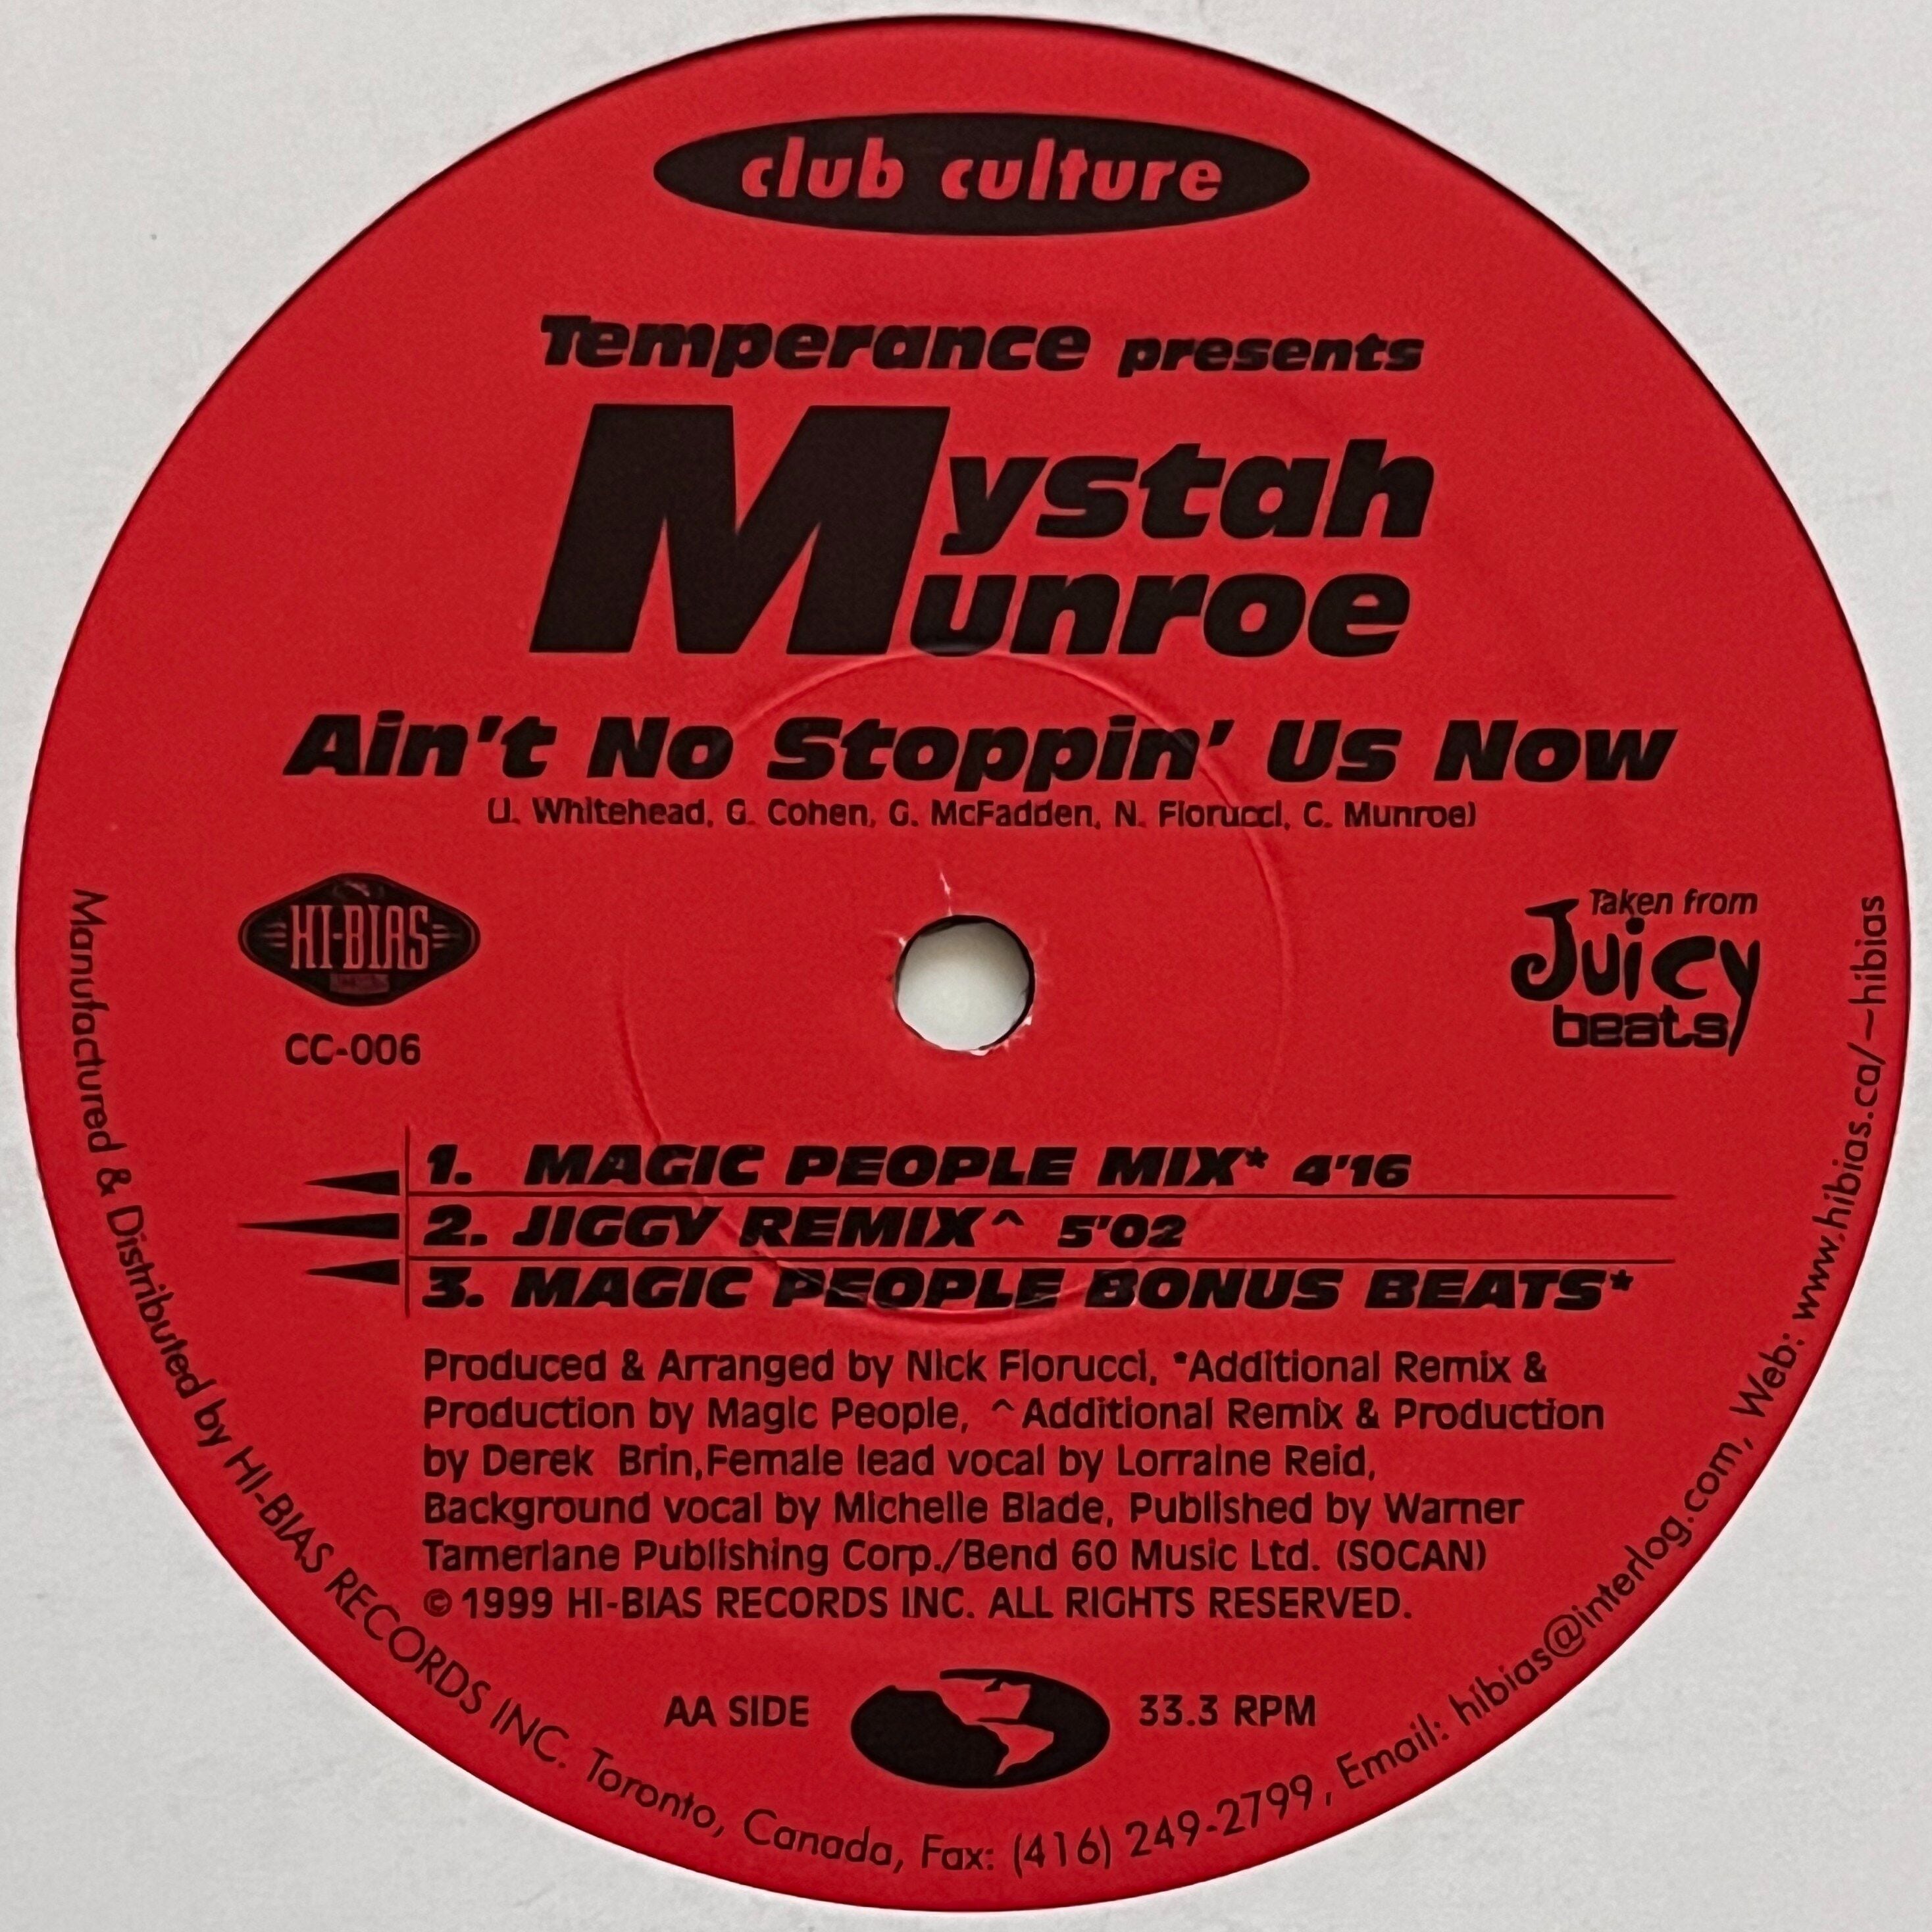 club culture
Temperance presents
Mystah
Munroe
Ain't No Stoppin' Us Now
(J. Whitehead, G. Cohen, G. McFadden, N. Fiorucci, C. Munroe)
HI-BIAS
CC-006
Taken from
Juicy
beats
1. MAGIC PEOPLE MIX* 4'16
2. JIGGY REMIX^ 5'02
3. MAGIC PEOPLE BONUS BEATS*
Produced & Arranged by Nick Fiorucci, *Additional Remix &
Production by Magic People, ^Additional Remix & Production
by Derek Brin,Female lead vocal by Lorraine Reid,
Background vocal by Michelle Blade, Published by Warner
Tamerlane Publishing Corp./Bend 60 Music Ltd. (SOCAN)
© 1999 HI-BIAS RECORDS INC. ALL RIGHTS RESERVED.
AA SIDE
33.3 RPM
Manufactured & Distributed by HI-BIAS RECORDS INC. Toronto, Canada, Fax: (416) 249-2799, Email: hibias@interlog.com, Web: www.hibias.ca/~hibias